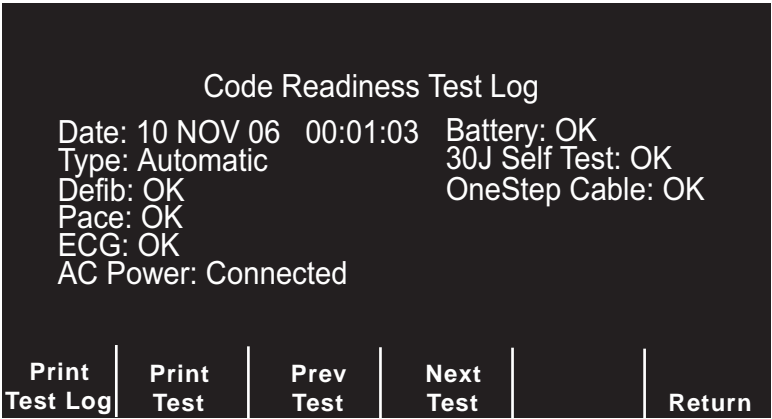 Code Readiness Test Log
Date: 10 NOV 06 00:01:03
Type: Automatic
Defib: OK
Pace: OK
ECG: OK
AC Power: Connected
Battery: OK
30J Self Test: OK
OneStep Cable: OK
Print
Test Log
Print
Test
Prev
Test
Next
Test
Return